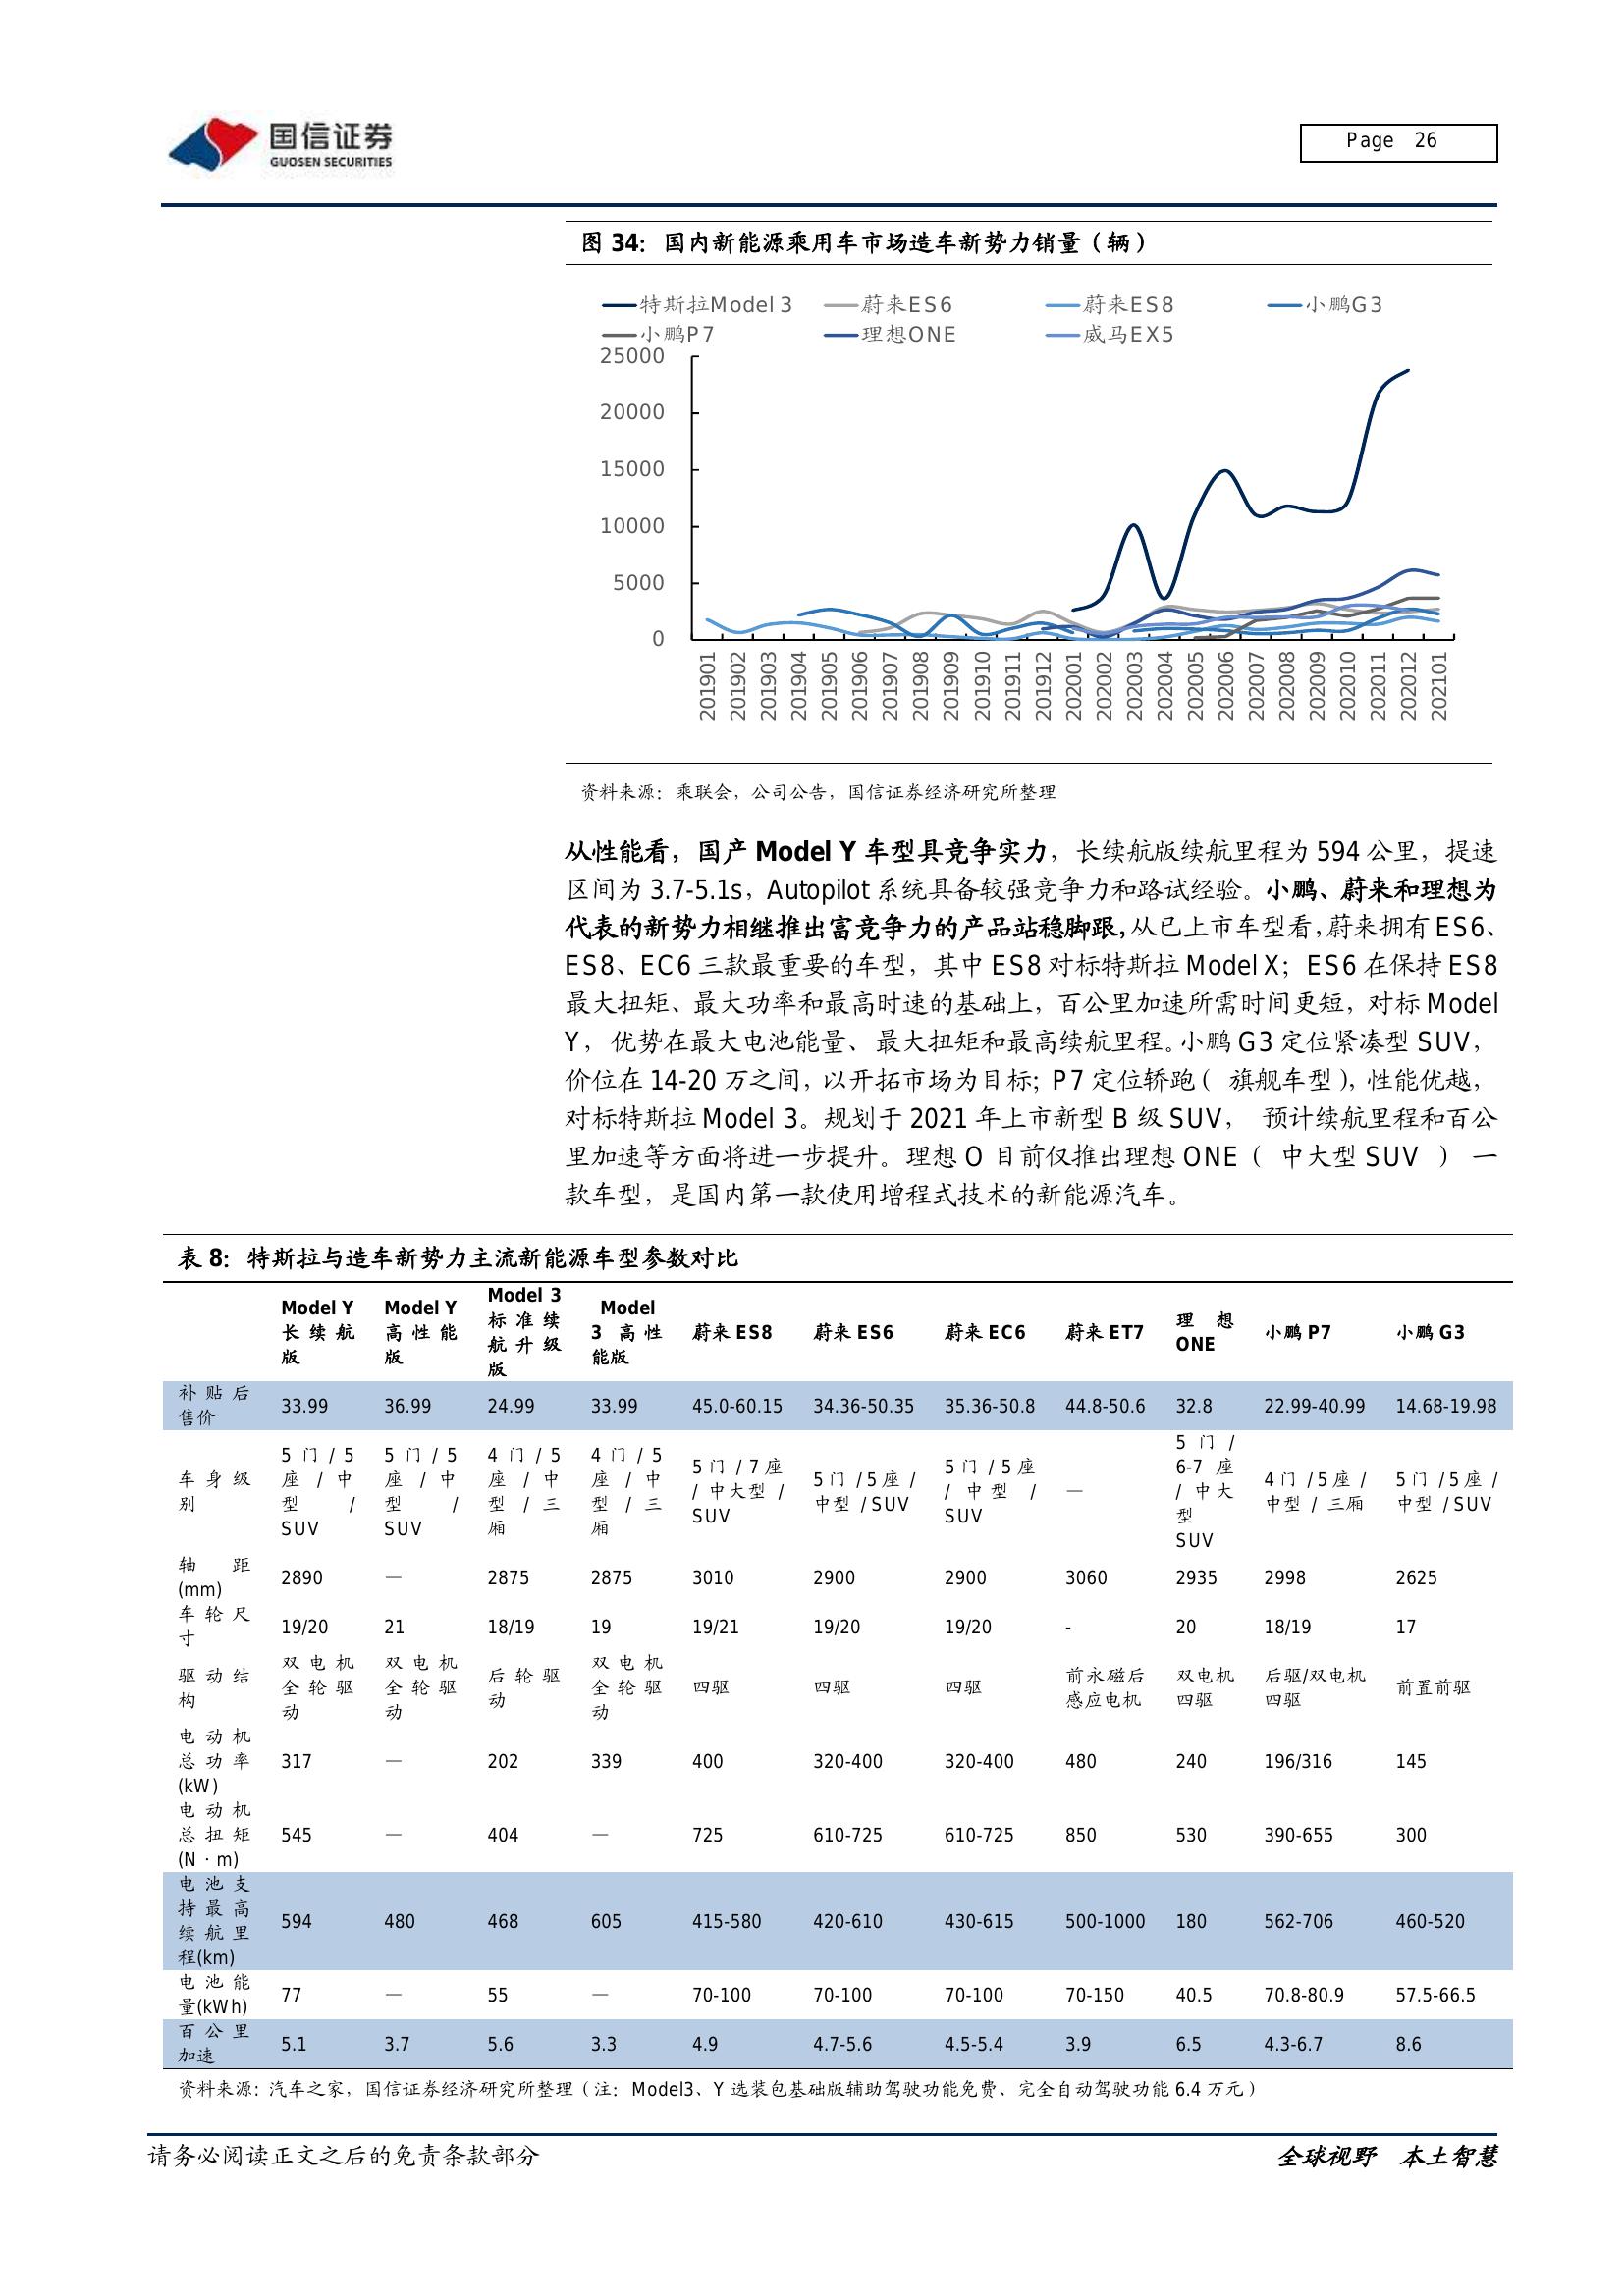 国信证券
GUOSEN SECURITIES
Page 26
图 34：国内新能源乘用车市场造车新势力销量（辆）
特斯拉Model 3 蔚来ES6 蔚来ES8 小鹏G3
小鹏P7 理想ONE 威马EX5
25000
20000
15000
10000
5000
0
201901 201902 201903 201904 201905 201906 201907 201908 201909 201910 201911 201912 202001 202002 202003 202004 202005 202006 202007 202008 202009 202010 202011 202012 202101
资料来源：乘联会，公司公告，国信证券经济研究所整理
从性能看，国产 Model Y 车型具竞争实力，长续航版续航里程为 594 公里，提速
区间为 3.7-5.1s，Autopilot 系统具备较强竞争力和路试经验。小鹏、蔚来和理想为
代表的新势力相继推出富竞争力的产品站稳脚跟，从已上市车型看，蔚来拥有 ES6、
ES8、EC6 三款最重要的车型，其中 ES8 对标特斯拉 Model X；ES6 在保持 ES8
最大扭矩、最大功率和最高时速的基础上，百公里加速所需时间更短，对标 Model
Y，优势在最大电池能量、最大扭矩和最高续航里程。小鹏 G3 定位紧凑型 SUV，
价位在 14-20 万之间，以开拓市场为目标；P7 定位轿跑（ 旗舰车型），性能优越，
对标特斯拉 Model 3。规划于 2021 年上市新型 B 级 SUV， 预计续航里程和百公
里加速等方面将进一步提升。理想 O 目前仅推出理想 ONE（ 中大型 SUV ） 一
款车型，是国内第一款使用增程式技术的新能源汽车。
表 8：特斯拉与造车新势力主流新能源车型参数对比
Model Y 长续航版 Model Y 高性能版 Model 3 标准续航升级版 Model 3 高性能版 蔚来 ES8 蔚来 ES6 蔚来 EC6 蔚来 ET7 理想 ONE 小鹏 P7 小鹏 G3
补贴后售价 33.99 36.99 24.99 33.99 45.0-60.15 34.36-50.35 35.36-50.8 44.8-50.6 32.8 22.99-40.99 14.68-19.98
车身级别 5 门 / 5 座 / 中型 / SUV 5 门 / 5 座 / 中型 / SUV 4 门 / 5 座 / 中型 / 三厢 4 门 / 5 座 / 中型 / 三厢 5 门 / 7 座 / 中大型 / SUV 5 门 / 5 座 / 中型 / SUV 5 门 / 5 座 / 中型 / SUV — 5 门 / 6-7 座 / 中大型 SUV 4 门 / 5 座 / 中型 / 三厢 5 门 / 5 座 / 中型 / SUV
轴距(mm) 2890 — 2875 2875 3010 2900 2900 3060 2935 2998 2625
车轮尺寸 19/20 21 18/19 19 19/21 19/20 19/20 - 20 18/19 17
驱动结构 双电机全轮驱动 双电机全轮驱动 后轮驱动 双电机全轮驱动 四驱 四驱 四驱 前永磁后感应电机 双电机四驱 后驱/双电机四驱 前置前驱
电动机总功率(kW) 317 — 202 339 400 320-400 320-400 480 240 196/316 145
电动机总扭矩(N·m) 545 — 404 — 725 610-725 610-725 850 530 390-655 300
电池支持最高续航里程(km) 594 480 468 605 415-580 420-610 430-615 500-1000 180 562-706 460-520
电池能量(kWh) 77 — 55 — 70-100 70-100 70-100 70-150 40.5 70.8-80.9 57.5-66.5
百公里加速 5.1 3.7 5.6 3.3 4.9 4.7-5.6 4.5-5.4 3.9 6.5 4.3-6.7 8.6
资料来源：汽车之家，国信证券经济研究所整理（注：Model3、Y 选装包基础版辅助驾驶功能免费、完全自动驾驶功能 6.4 万元）
请务必阅读正文之后的免责条款部分
全球视野 本土智慧